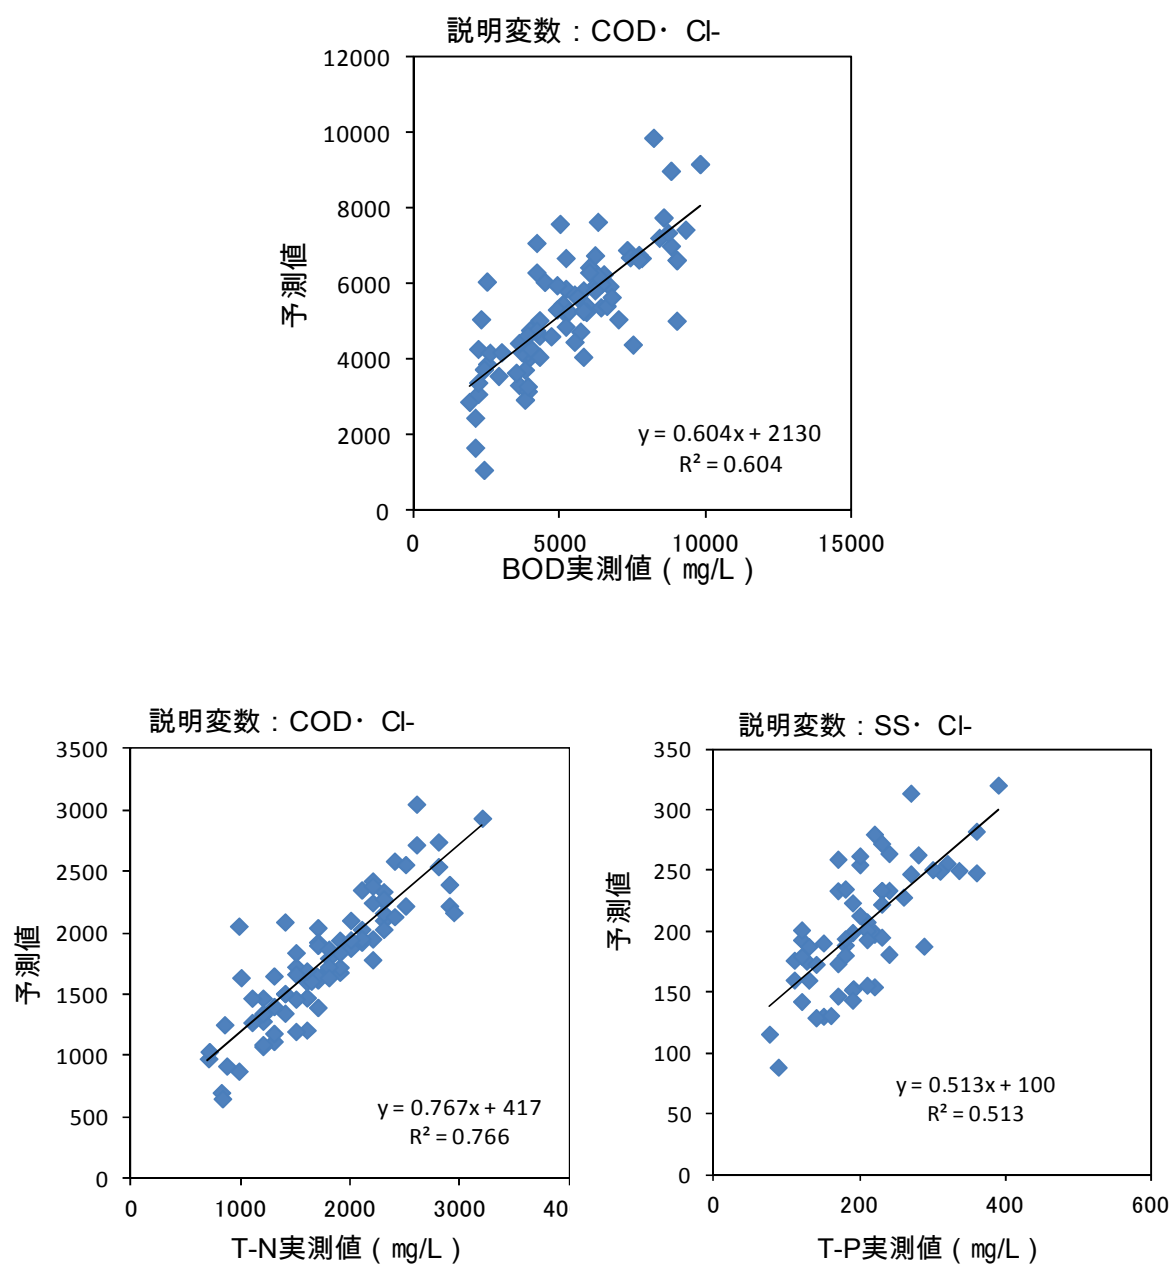 説明変数：COD・ Cl-
12000
10000
8000
6000
4000
2000
0
予測値
y = 0.604x + 2130
R² = 0.604
0 5000 10000 15000
BOD実測値（㎎/L）
説明変数：COD・ Cl-
3500
3000
2500
2000
1500
1000
500
0
予測値
y = 0.767x + 417
R² = 0.766
0 1000 2000 3000 40
T-N実測値（㎎/L）
説明変数：SS・ Cl-
350
300
250
200
150
100
50
0
予測値
y = 0.513x + 100
R² = 0.513
0 200 400 600
T-P実測値（㎎/L）